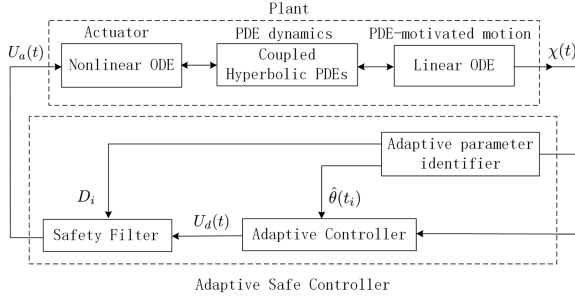 Plant
Actuator
PDE dynamics
PDE-motivated motion
U_a(t)
Nonlinear ODE
Coupled
Hyperbolic PDEs
Linear ODE
χ(t)
Adaptive parameter
identifier
D_i
θ̂(t_i)
U_d(t)
Safety Filter
Adaptive Controller
Adaptive Safe Controller